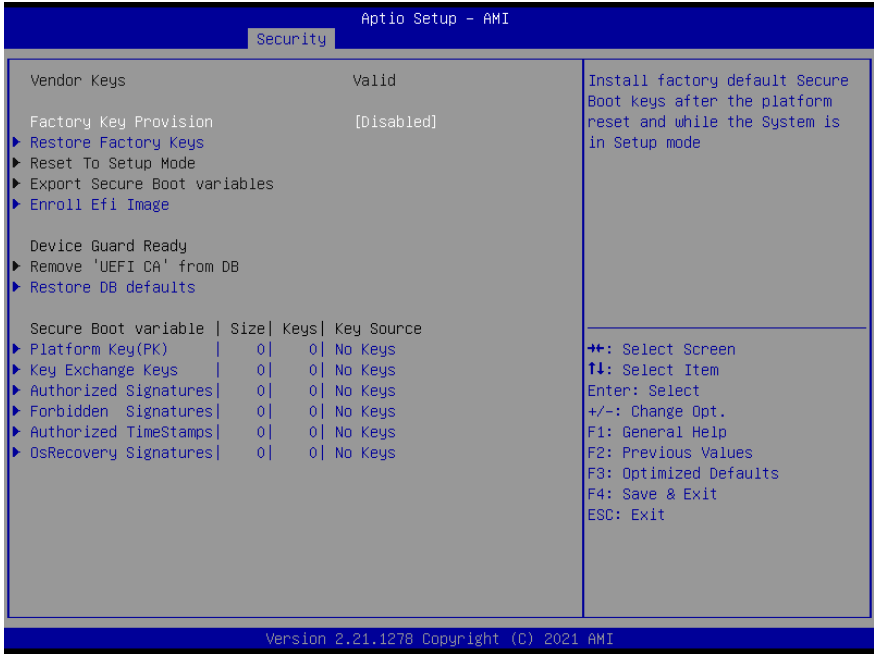 Aptio Setup – AMI
Security
Vendor Keys Valid
Factory Key Provision [Disabled]
Restore Factory Keys
Reset To Setup Mode
Export Secure Boot variables
Enroll Efi Image
Device Guard Ready
Remove 'UEFI CA' from DB
Restore DB defaults
Secure Boot variable | Size| Keys| Key Source
Platform Key(PK) | 0| 0| No Keys
Key Exchange Keys | 0| 0| No Keys
Authorized Signatures| 0| 0| No Keys
Forbidden Signatures| 0| 0| No Keys
Authorized TimeStamps| 0| 0| No Keys
OsRecovery Signatures| 0| 0| No Keys
Install factory default Secure
Boot keys after the platform
reset and while the System is
in Setup mode
→←: Select Screen
↑↓: Select Item
Enter: Select
+/-: Change Opt.
F1: General Help
F2: Previous Values
F3: Optimized Defaults
F4: Save & Exit
ESC: Exit
Version 2.21.1278 Copyright (C) 2021 AMI